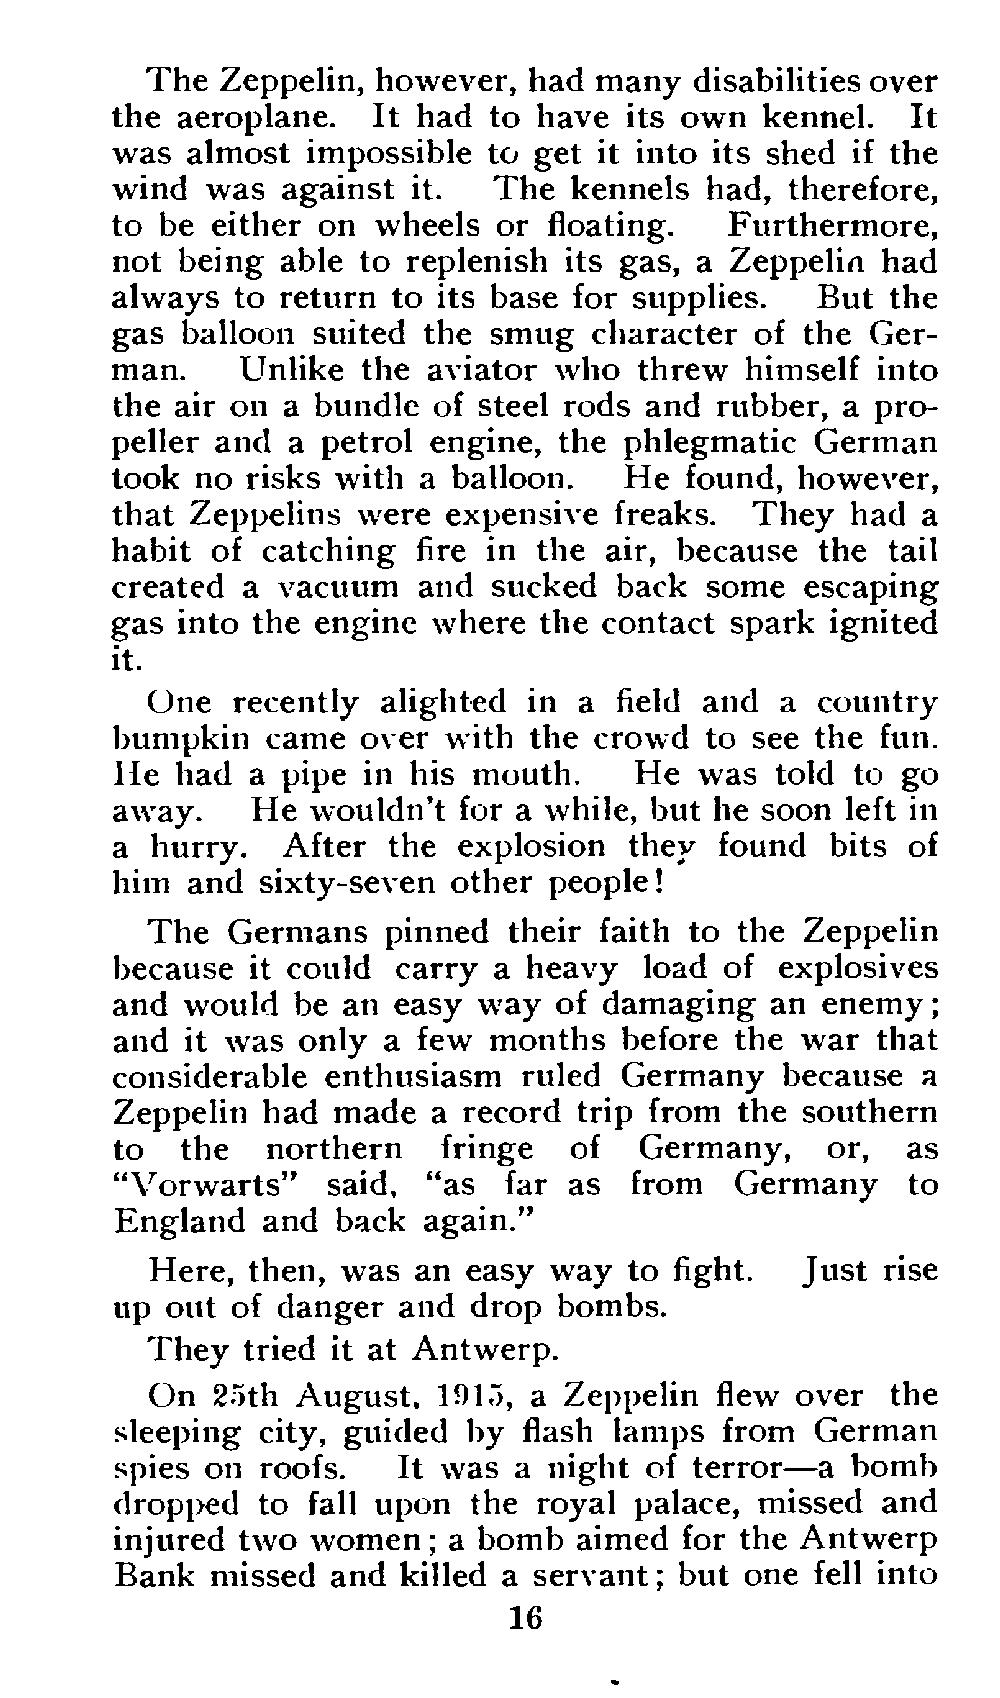 The Zeppelin, however, had many disabilities over
the aeroplane. It had to have its own kennel. It
was almost impossible to get it into its shed if the
wind was against it. The kennels had, therefore,
to be either on wheels or floating. Furthermore,
not being able to replenish its gas, a Zeppelin had
always to return to its base for supplies. But the
gas balloon suited the smug character of the Ger-
man. Unlike the aviator who threw himself into
the air on a bundle of steel rods and rubber, a pro-
peller and a petrol engine, the phlegmatic German
took no risks with a balloon. He found, however,
that Zeppelins were expensive freaks. They had a
habit of catching fire in the air, because the tail
created a vacuum and sucked back some escaping
gas into the engine where the contact spark ignited
it.
One recently alighted in a field and a country
bumpkin came over with the crowd to see the fun.
He had a pipe in his mouth. He was told to go
away. He wouldn't for a while, but he soon left in
a hurry. After the explosion they found bits of
him and sixty-seven other people!
The Germans pinned their faith to the Zeppelin
because it could carry a heavy load of explosives
and would be an easy way of damaging an enemy;
and it was only a few months before the war that
considerable enthusiasm ruled Germany because a
Zeppelin had made a record trip from the southern
to the northern fringe of Germany, or, as
“Vorwarts” said, “as far as from Germany to
England and back again.”
Here, then, was an easy way to fight. Just rise
up out of danger and drop bombs.
They tried it at Antwerp.
On 25th August, 1915, a Zeppelin flew over the
sleeping city, guided by flash lamps from German
spies on roofs. It was a night of terror—a bomb
dropped to fall upon the royal palace, missed and
injured two women; a bomb aimed for the Antwerp
Bank missed and killed a servant; but one fell into
16